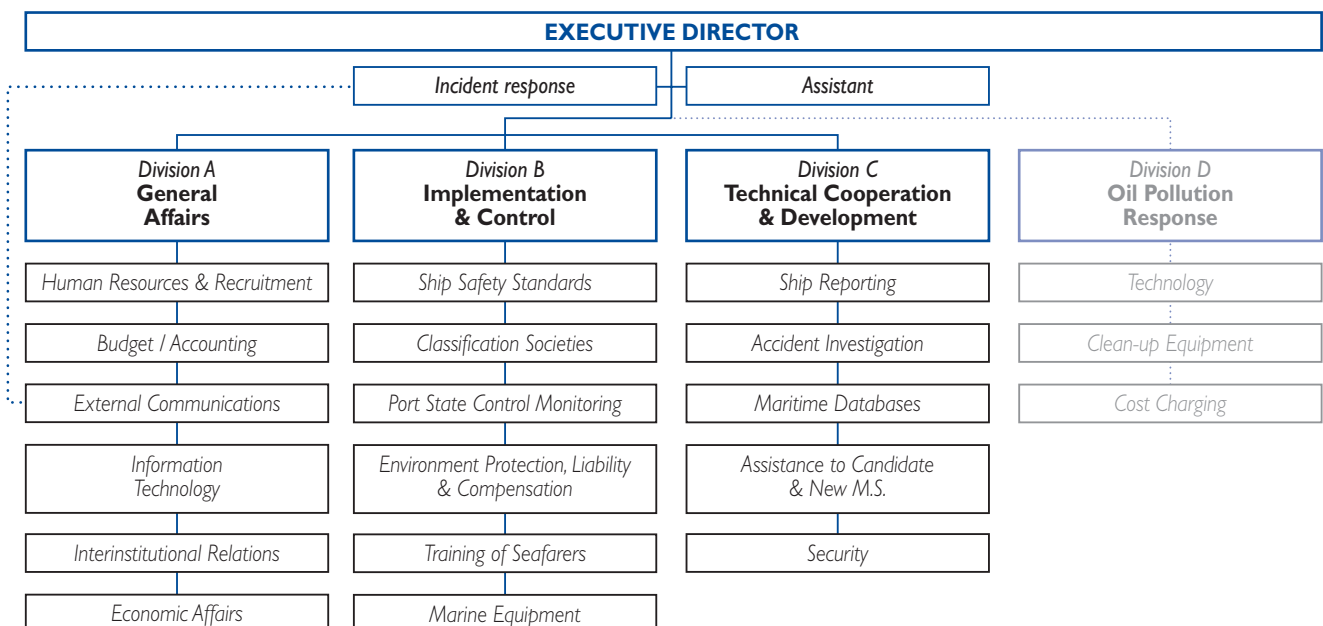 EXECUTIVE DIRECTOR
Incident response
Assistant
Division A
General
Affairs
Human Resources & Recruitment
Budget / Accounting
External Communications
Information
Technology
Interinstitutional Relations
Economic Affairs
Division B
Implementation
& Control
Ship Safety Standards
Classification Societies
Port State Control Monitoring
Environment Protection, Liability
& Compensation
Training of Seafarers
Marine Equipment
Division C
Technical Cooperation
& Development
Ship Reporting
Accident Investigation
Maritime Databases
Assistance to Candidate
& New M.S.
Security
Division D
Oil Pollution
Response
Technology
Clean-up Equipment
Cost Charging